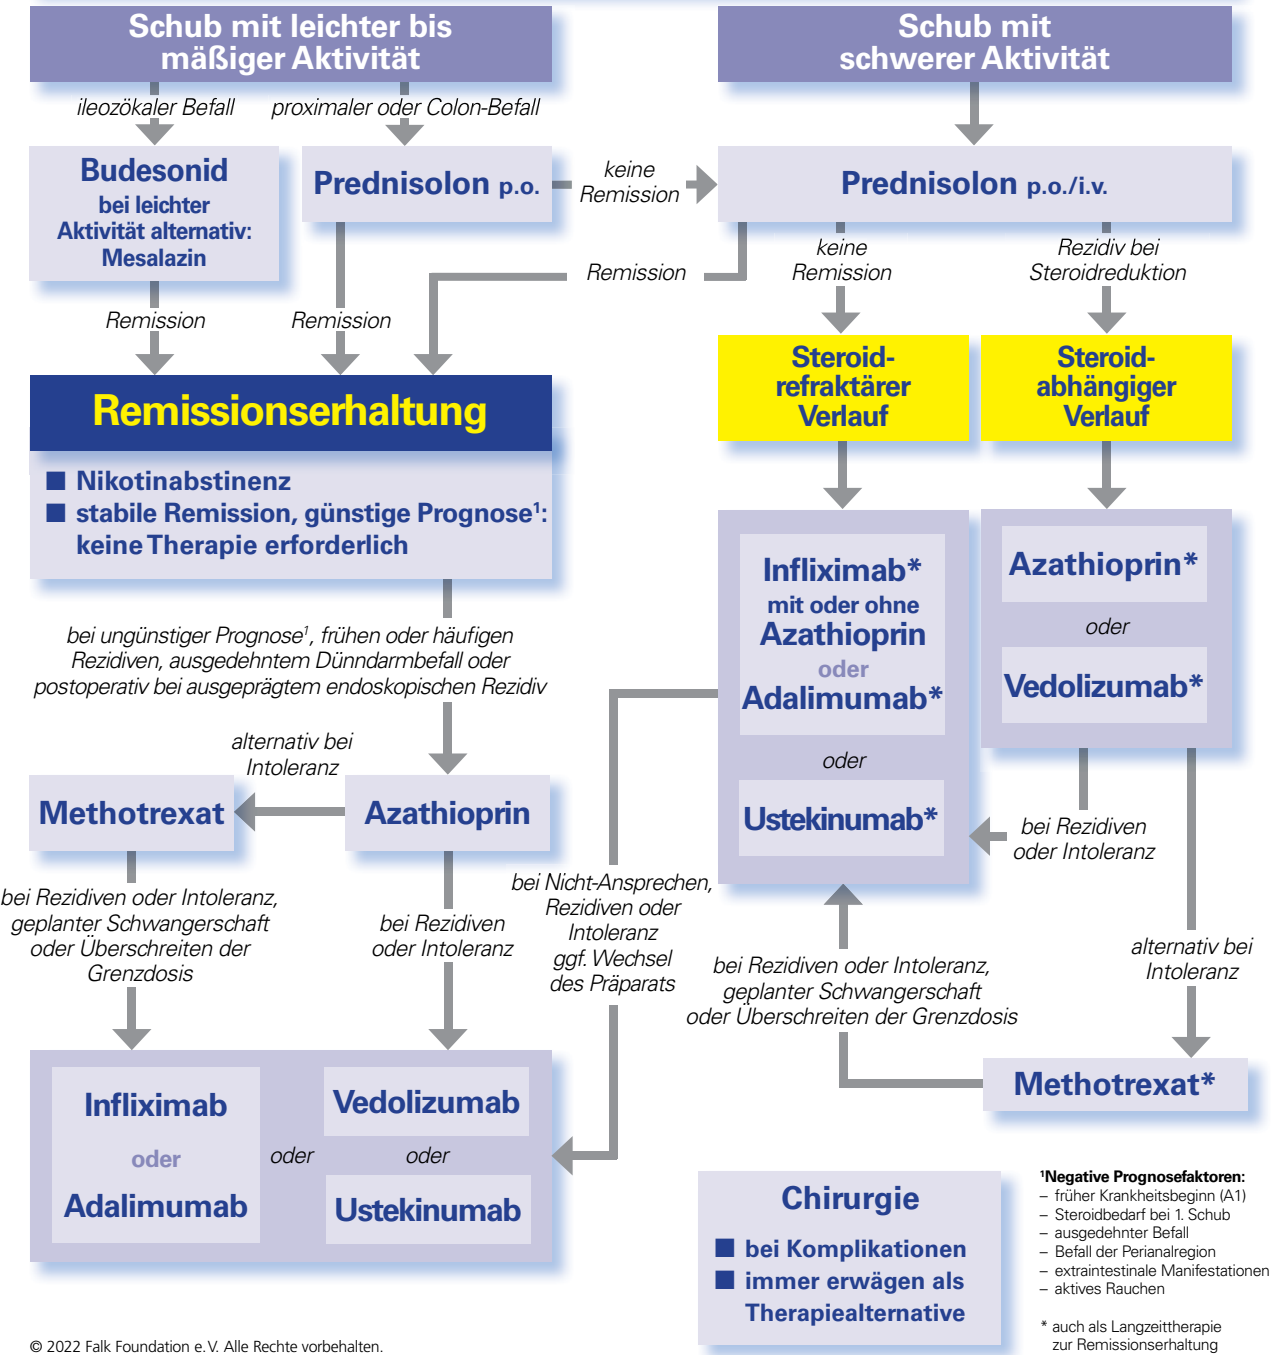 Schub mit leichter bis
mäßiger Aktivität
Schub mit
schwerer Aktivität
ileozökaler Befall
proximaler oder Colon-Befall
Budesonid
bei leichter
Aktivität alternativ:
Mesalazin
Prednisolon p.o.
keine
Remission
Prednisolon p.o./i.v.
Remission
Remission
Remission
keine
Remission
Rezidiv bei
Steroidreduktion
Steroid-
refraktärer
Verlauf
Steroid-
abhängiger
Verlauf
Remissionserhaltung
■ Nikotinabstinenz
■ stabile Remission, günstige Prognose¹:
keine Therapie erforderlich
bei ungünstiger Prognose¹, frühen oder häufigen
Rezidiven, ausgedehntem Dünndarmbefall oder
postoperativ bei ausgeprägtem endoskopischen Rezidiv
alternativ bei
Intoleranz
Methotrexat
Azathioprin
bei Rezidiven oder Intoleranz,
geplanter Schwangerschaft
oder Überschreiten der
Grenzdosis
bei Rezidiven
oder Intoleranz
bei Nicht-Ansprechen,
Rezidiven oder
Intoleranz
ggf. Wechsel
des Präparats
Infliximab
oder
Adalimumab
oder
Vedolizumab
oder
Ustekinumab
Infliximab*
mit oder ohne
Azathioprin
oder
Adalimumab*
oder
Ustekinumab*
Azathioprin*
oder
Vedolizumab*
bei Rezidiven
oder Intoleranz
alternativ bei
Intoleranz
bei Rezidiven oder Intoleranz,
geplanter Schwangerschaft
oder Überschreiten der Grenzdosis
Methotrexat*
Chirurgie
■ bei Komplikationen
■ immer erwägen als
Therapiealternative
¹Negative Prognosefaktoren:
– früher Krankheitsbeginn (A1)
– Steroidbedarf bei 1. Schub
– ausgedehnter Befall
– Befall der Perianalregion
– extraintestinale Manifestationen
– aktives Rauchen
* auch als Langzeittherapie
zur Remissionserhaltung
© 2022 Falk Foundation e.V. Alle Rechte vorbehalten.